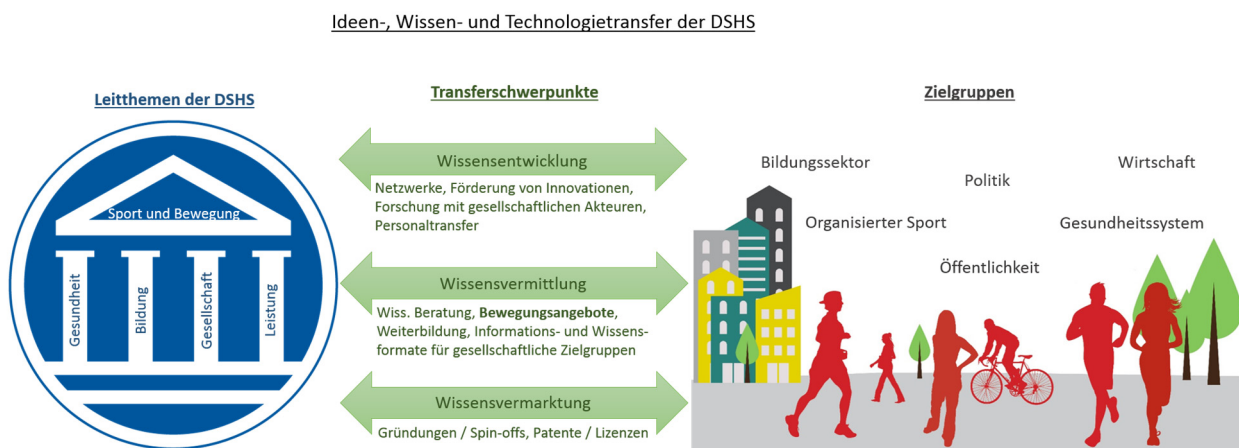 Ideen-, Wissen- und Technologietransfer der DSHS
Leitthemen der DSHS
Sport und Bewegung
Gesundheit
Bildung
Gesellschaft
Leistung
Transferschwerpunkte
Wissensentwicklung
Netzwerke, Förderung von Innovationen,
Forschung mit gesellschaftlichen Akteuren,
Personaltransfer
Wissensvermittlung
Wiss. Beratung, Bewegungsangebote,
Weiterbildung, Informations- und Wissens-
formate für gesellschaftliche Zielgruppen
Wissensvermarktung
Gründungen / Spin-offs, Patente / Lizenzen
Zielgruppen
Bildungssektor
Wirtschaft
Politik
Organisierter Sport
Gesundheitssystem
Öffentlichkeit